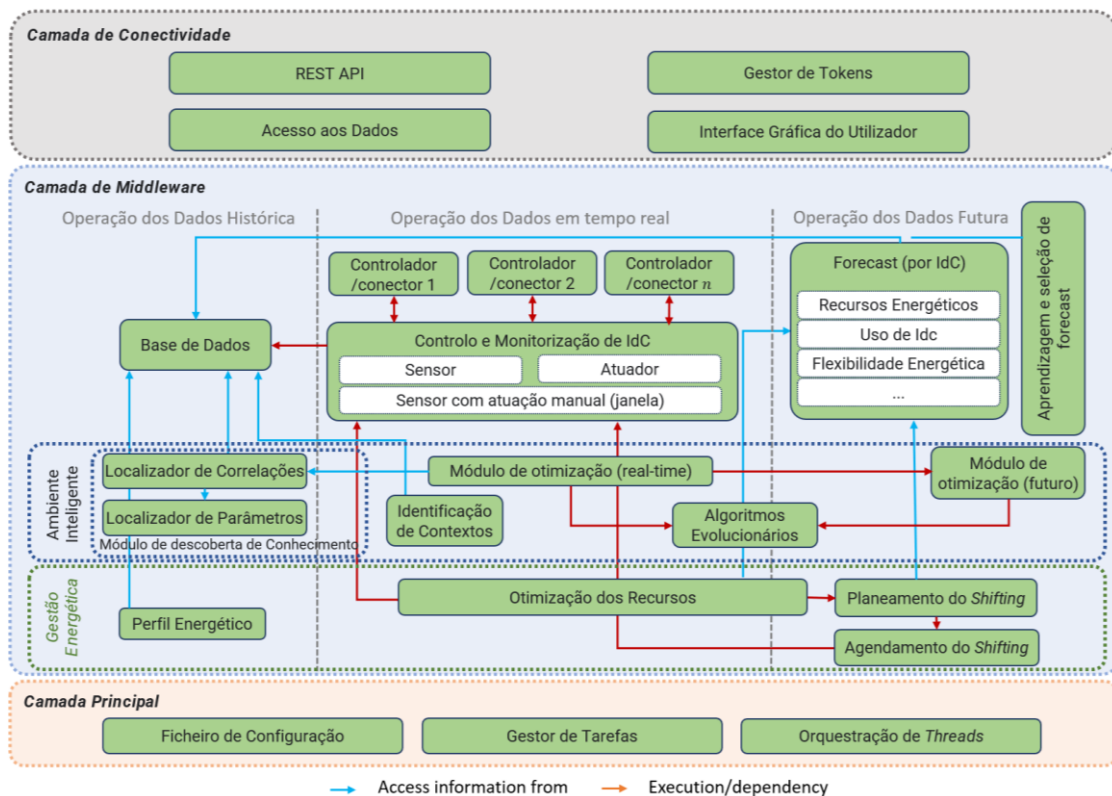 Camada de Conectividade
REST API
Gestor de Tokens
Acesso aos Dados
Interface Gráfica do Utilizador
Camada de Middleware
Operação dos Dados Histórica
Operação dos Dados em tempo real
Operação dos Dados Futura
Controlador
/conector 1
Controlador
/conector 2
Controlador
/conector n
Forecast (por IdC)
Recursos Energéticos
Uso de Idc
Flexibilidade Energética
...
Aprendizagem e seleção de
forecast
Base de Dados
Controlo e Monitorização de IdC
Sensor
Atuador
Sensor com atuação manual (janela)
Ambiente
Inteligente
Localizador de Correlações
Localizador de Parâmetros
Módulo de descoberta de Conhecimento
Módulo de otimização (real-time)
Identificação
de Contextos
Algoritmos
Evolucionários
Módulo de
otimização (futuro)
Gestão
Energética
Perfil Energético
Otimização dos Recursos
Planeamento do Shifting
Agendamento do Shifting
Camada Principal
Ficheiro de Configuração
Gestor de Tarefas
Orquestração de Threads
Access information from
Execution/dependency